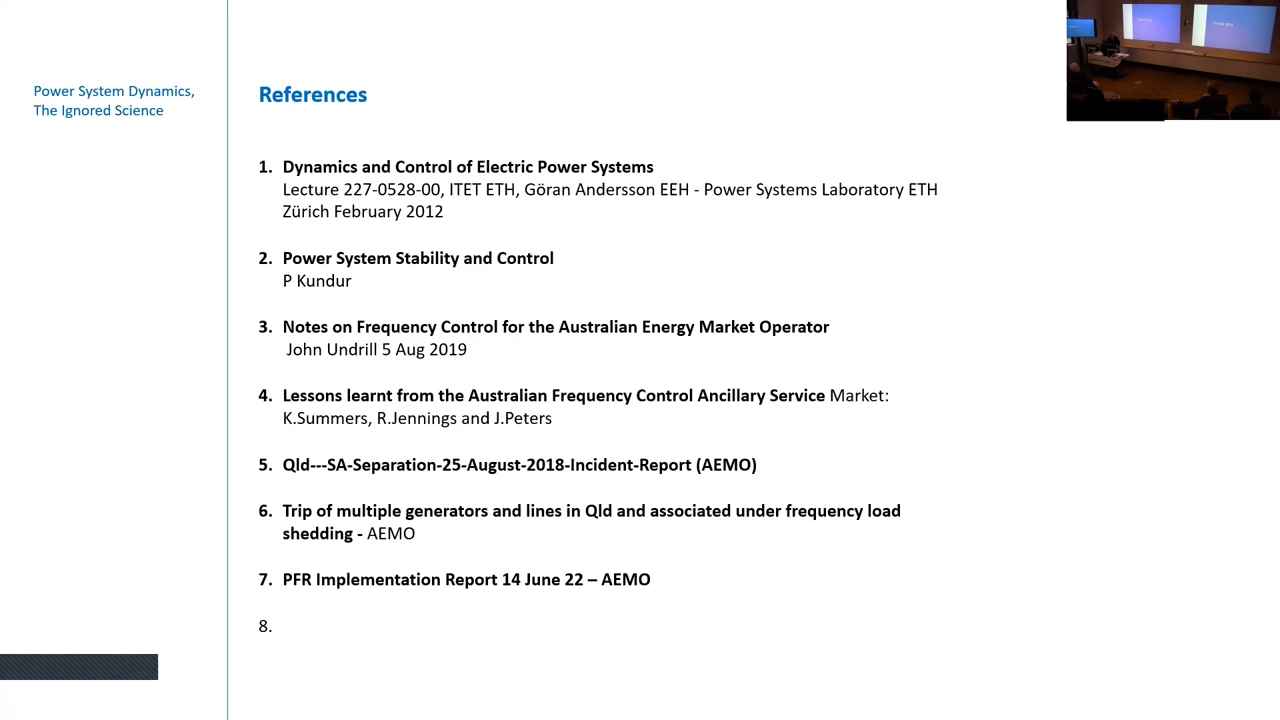 Power System Dynamics,
The Ignored Science
References
1. Dynamics and Control of Electric Power Systems
Lecture 227-0528-00, ITET ETH, Göran Andersson EEH - Power Systems Laboratory ETH
Zürich February 2012
2. Power System Stability and Control
P Kundur
3. Notes on Frequency Control for the Australian Energy Market Operator
John Undrill 5 Aug 2019
4. Lessons learnt from the Australian Frequency Control Ancillary Service Market:
K.Summers, R.Jennings and J.Peters
5. Qld---SA-Separation-25-August-2018-Incident-Report (AEMO)
6. Trip of multiple generators and lines in Qld and associated under frequency load
shedding - AEMO
7. PFR Implementation Report 14 June 22 – AEMO
8.
Thank you